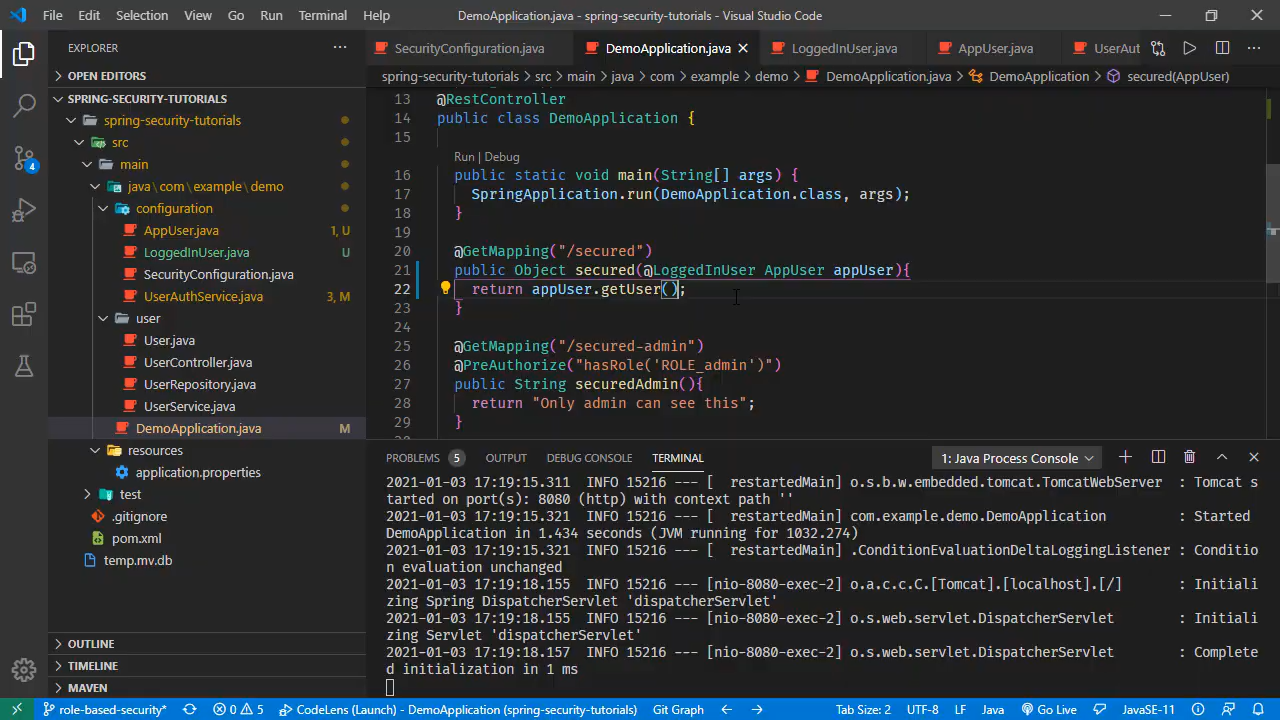 File Edit Selection View Go Run Terminal Help DemoApplication.java - spring-security-tutorials - Visual Studio Code
EXPLORER
OPEN EDITORS
SPRING-SECURITY-TUTORIALS
spring-security-tutorials
src
main
java\com\example\demo
configuration
AppUser.java 1, U
LoggedInUser.java U
SecurityConfiguration.java
UserAuthService.java 3, M
user
User.java
UserController.java
UserRepository.java
UserService.java
DemoApplication.java M
resources
application.properties
test
.gitignore
pom.xml
temp.mv.db
OUTLINE
TIMELINE
MAVEN
4
SecurityConfiguration.java DemoApplication.java LoggedInUser.java AppUser.java UserAut
spring-security-tutorials > src > main > java > com > example > demo > DemoApplication.java > DemoApplication > secured(AppUser)
13 @RestController
14 public class DemoApplication {
15
Run | Debug
16 public static void main(String[] args) {
17 SpringApplication.run(DemoApplication.class, args);
18 }
19
20 @GetMapping("/secured")
21 public Object secured(@LoggedInUser AppUser appUser){
22 return appUser.getUser();
23 }
24
25 @GetMapping("/secured-admin")
26 @PreAuthorize("hasRole('ROLE_admin')")
27 public String securedAdmin(){
28 return "Only admin can see this";
29 }
PROBLEMS 5 OUTPUT DEBUG CONSOLE TERMINAL 1: Java Process Console
2021-01-03 17:19:15.311 INFO 15216 --- [ restartedMain] o.s.b.w.embedded.tomcat.TomcatWebServer : Tomcat s
tarted on port(s): 8080 (http) with context path ''
2021-01-03 17:19:15.321 INFO 15216 --- [ restartedMain] com.example.demo.DemoApplication : Started
DemoApplication in 1.434 seconds (JVM running for 1032.274)
2021-01-03 17:19:15.321 INFO 15216 --- [ restartedMain] .ConditionEvaluationDeltaLoggingListener : Conditio
n evaluation unchanged
2021-01-03 17:19:18.155 INFO 15216 --- [nio-8080-exec-2] o.a.c.c.C.[Tomcat].[localhost].[/] : Initiali
zing Spring DispatcherServlet 'dispatcherServlet'
2021-01-03 17:19:18.155 INFO 15216 --- [nio-8080-exec-2] o.s.web.servlet.DispatcherServlet : Initiali
zing Servlet 'dispatcherServlet'
2021-01-03 17:19:18.157 INFO 15216 --- [nio-8080-exec-2] o.s.web.servlet.DispatcherServlet : Complete
d initialization in 1 ms
role-based-security* 0 5 CodeLens (Launch) - DemoApplication (spring-security-tutorials) Git Graph Tab Size: 2 UTF-8 LF Java Go Live JavaSE-11